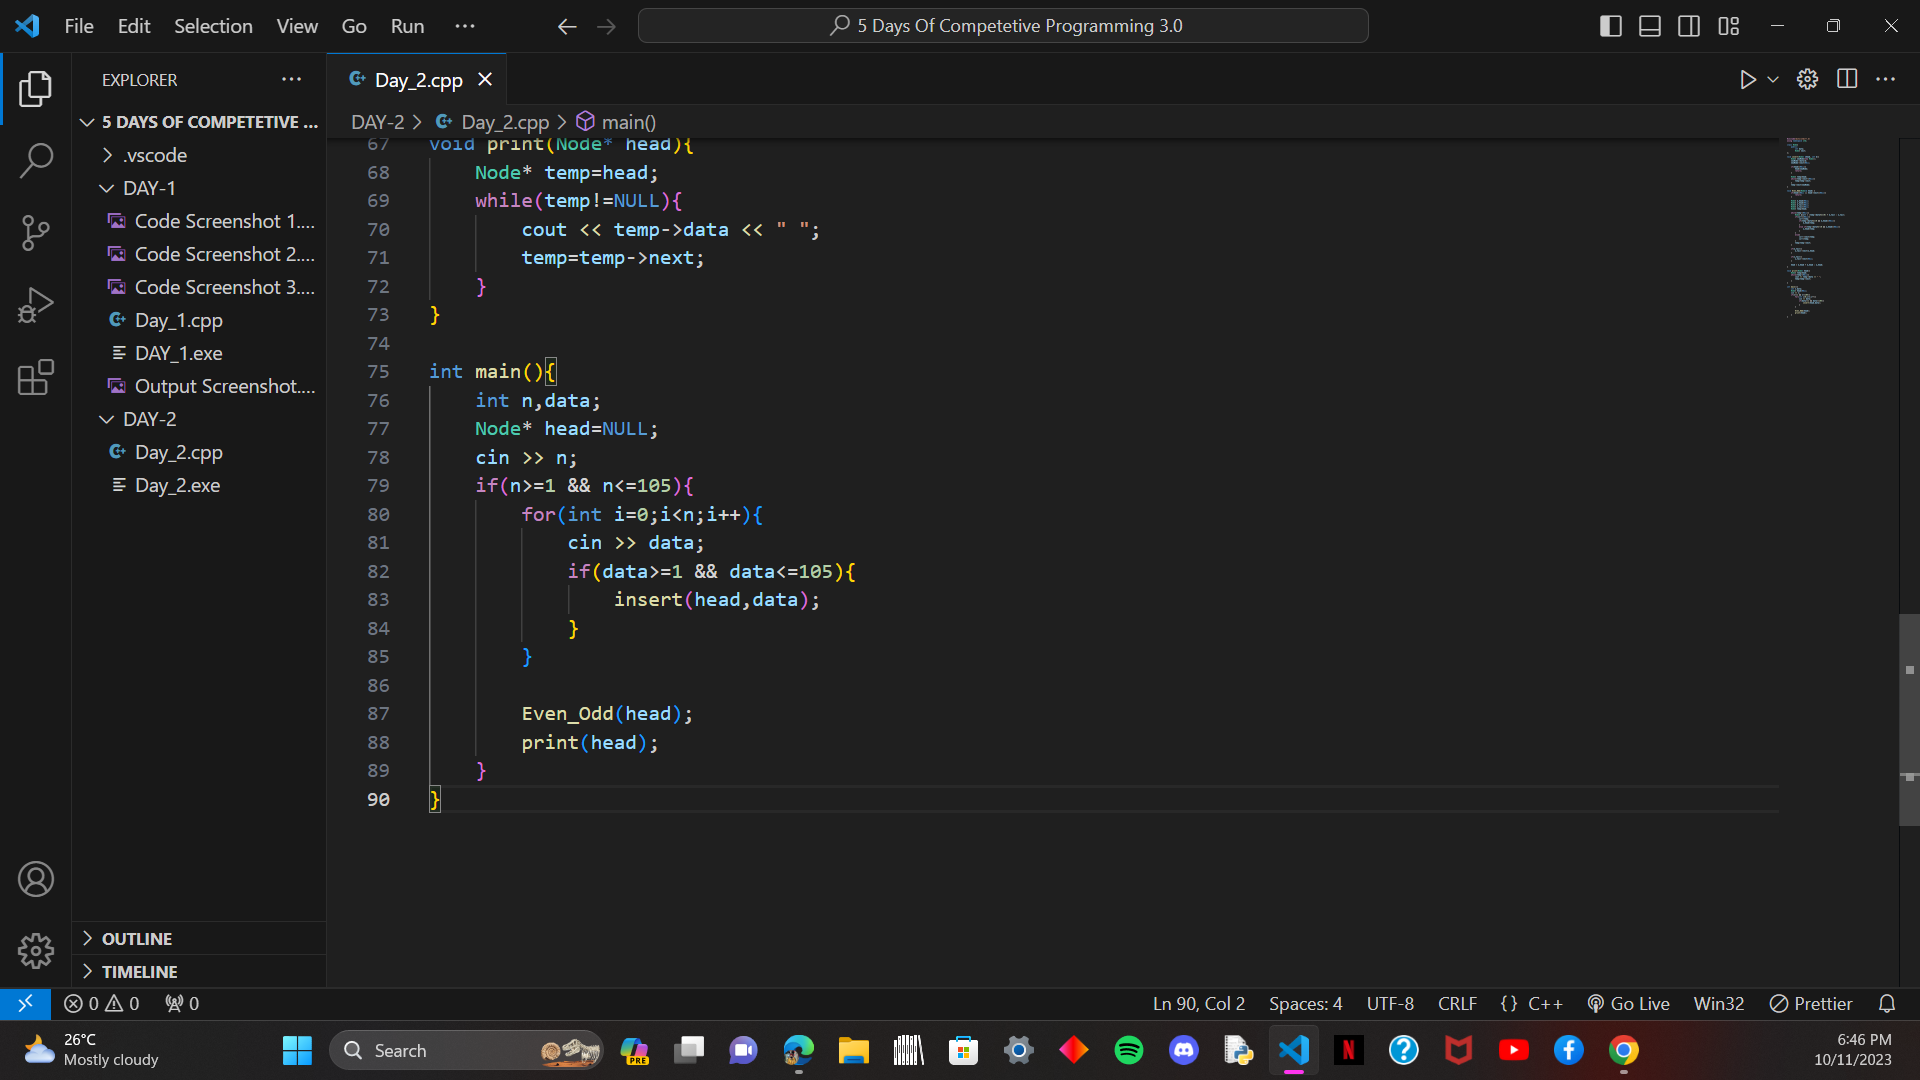 File Edit Selection View Go Run ···
5 Days Of Competetive Programming 3.0
EXPLORER
Day_2.cpp
5 DAYS OF COMPETETIVE ...
DAY-2 > Day_2.cpp > main()
.vscode
DAY-1
Code Screenshot 1....
Code Screenshot 2....
Code Screenshot 3....
Day_1.cpp
DAY_1.exe
Output Screenshot....
DAY-2
Day_2.cpp
Day_2.exe
OUTLINE
TIMELINE
67 void print(Node* head){
68 Node* temp=head;
69 while(temp!=NULL){
70 cout << temp->data << " ";
71 temp=temp->next;
72 }
73 }
74
75 int main(){
76 int n,data;
77 Node* head=NULL;
78 cin >> n;
79 if(n>=1 && n<=105){
80 for(int i=0;i<n;i++){
81 cin >> data;
82 if(data>=1 && data<=105){
83 insert(head,data);
84 }
85 }
86
87 Even_Odd(head);
88 print(head);
89 }
90 }
0 0 0 Ln 90, Col 2 Spaces: 4 UTF-8 CRLF {} C++ Go Live Win32 Prettier
26°C
Mostly cloudy
Search
PRE
N
6:46 PM
10/11/2023